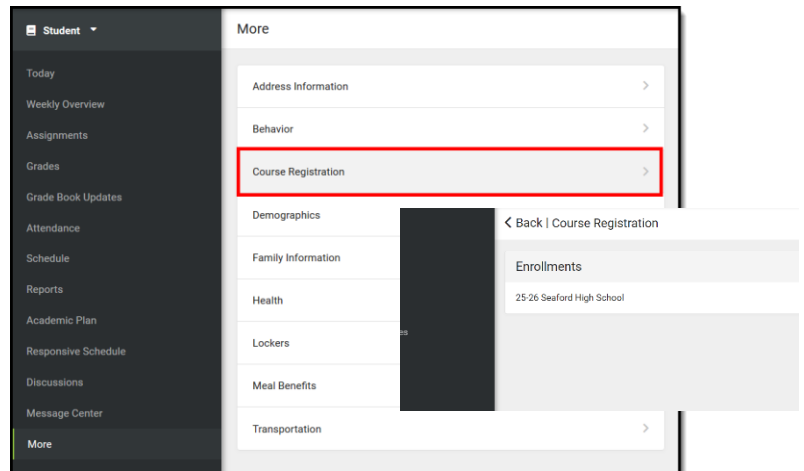 Student
Today
Weekly Overview
Assignments
Grades
Grade Book Updates
Attendance
Schedule
Reports
Academic Plan
Responsive Schedule
Discussions
Message Center
More
More
Address Information
Behavior
Course Registration
Demographics
Family Information
Health
Lockers
Meal Benefits
Transportation
es
Back | Course Registration
Enrollments
25-26 Seaford High School